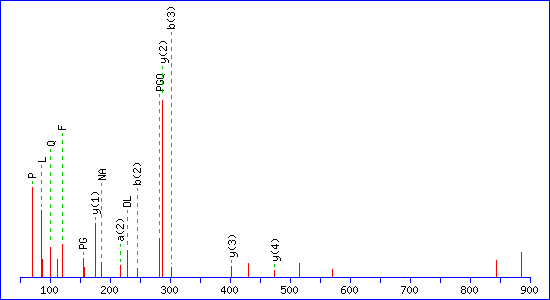 P
L
Q
F
PG
y(1)
NA
a(2)
DL
b(2)
PGQ
y(2)
b(3)
y(3)
y(4)
100 200 300 400 500 600 700 800 900